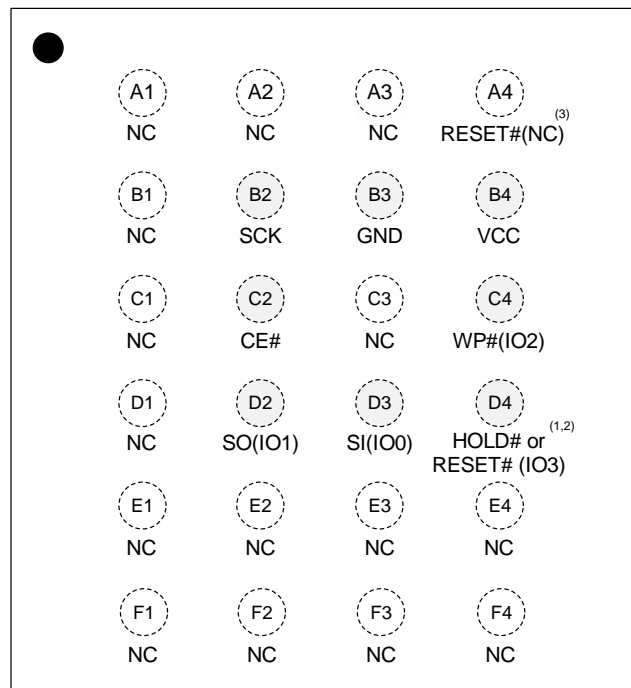 A1 A2 A3 A4
NC NC NC RESET#(NC) (3)
B1 B2 B3 B4
NC SCK GND VCC
C1 C2 C3 C4
NC CE# NC WP#(IO2)
D1 D2 D3 D4
NC SO(IO1) SI(IO0) HOLD# or (1,2)
RESET# (IO3)
E1 E2 E3 E4
NC NC NC NC
F1 F2 F3 F4
NC NC NC NC